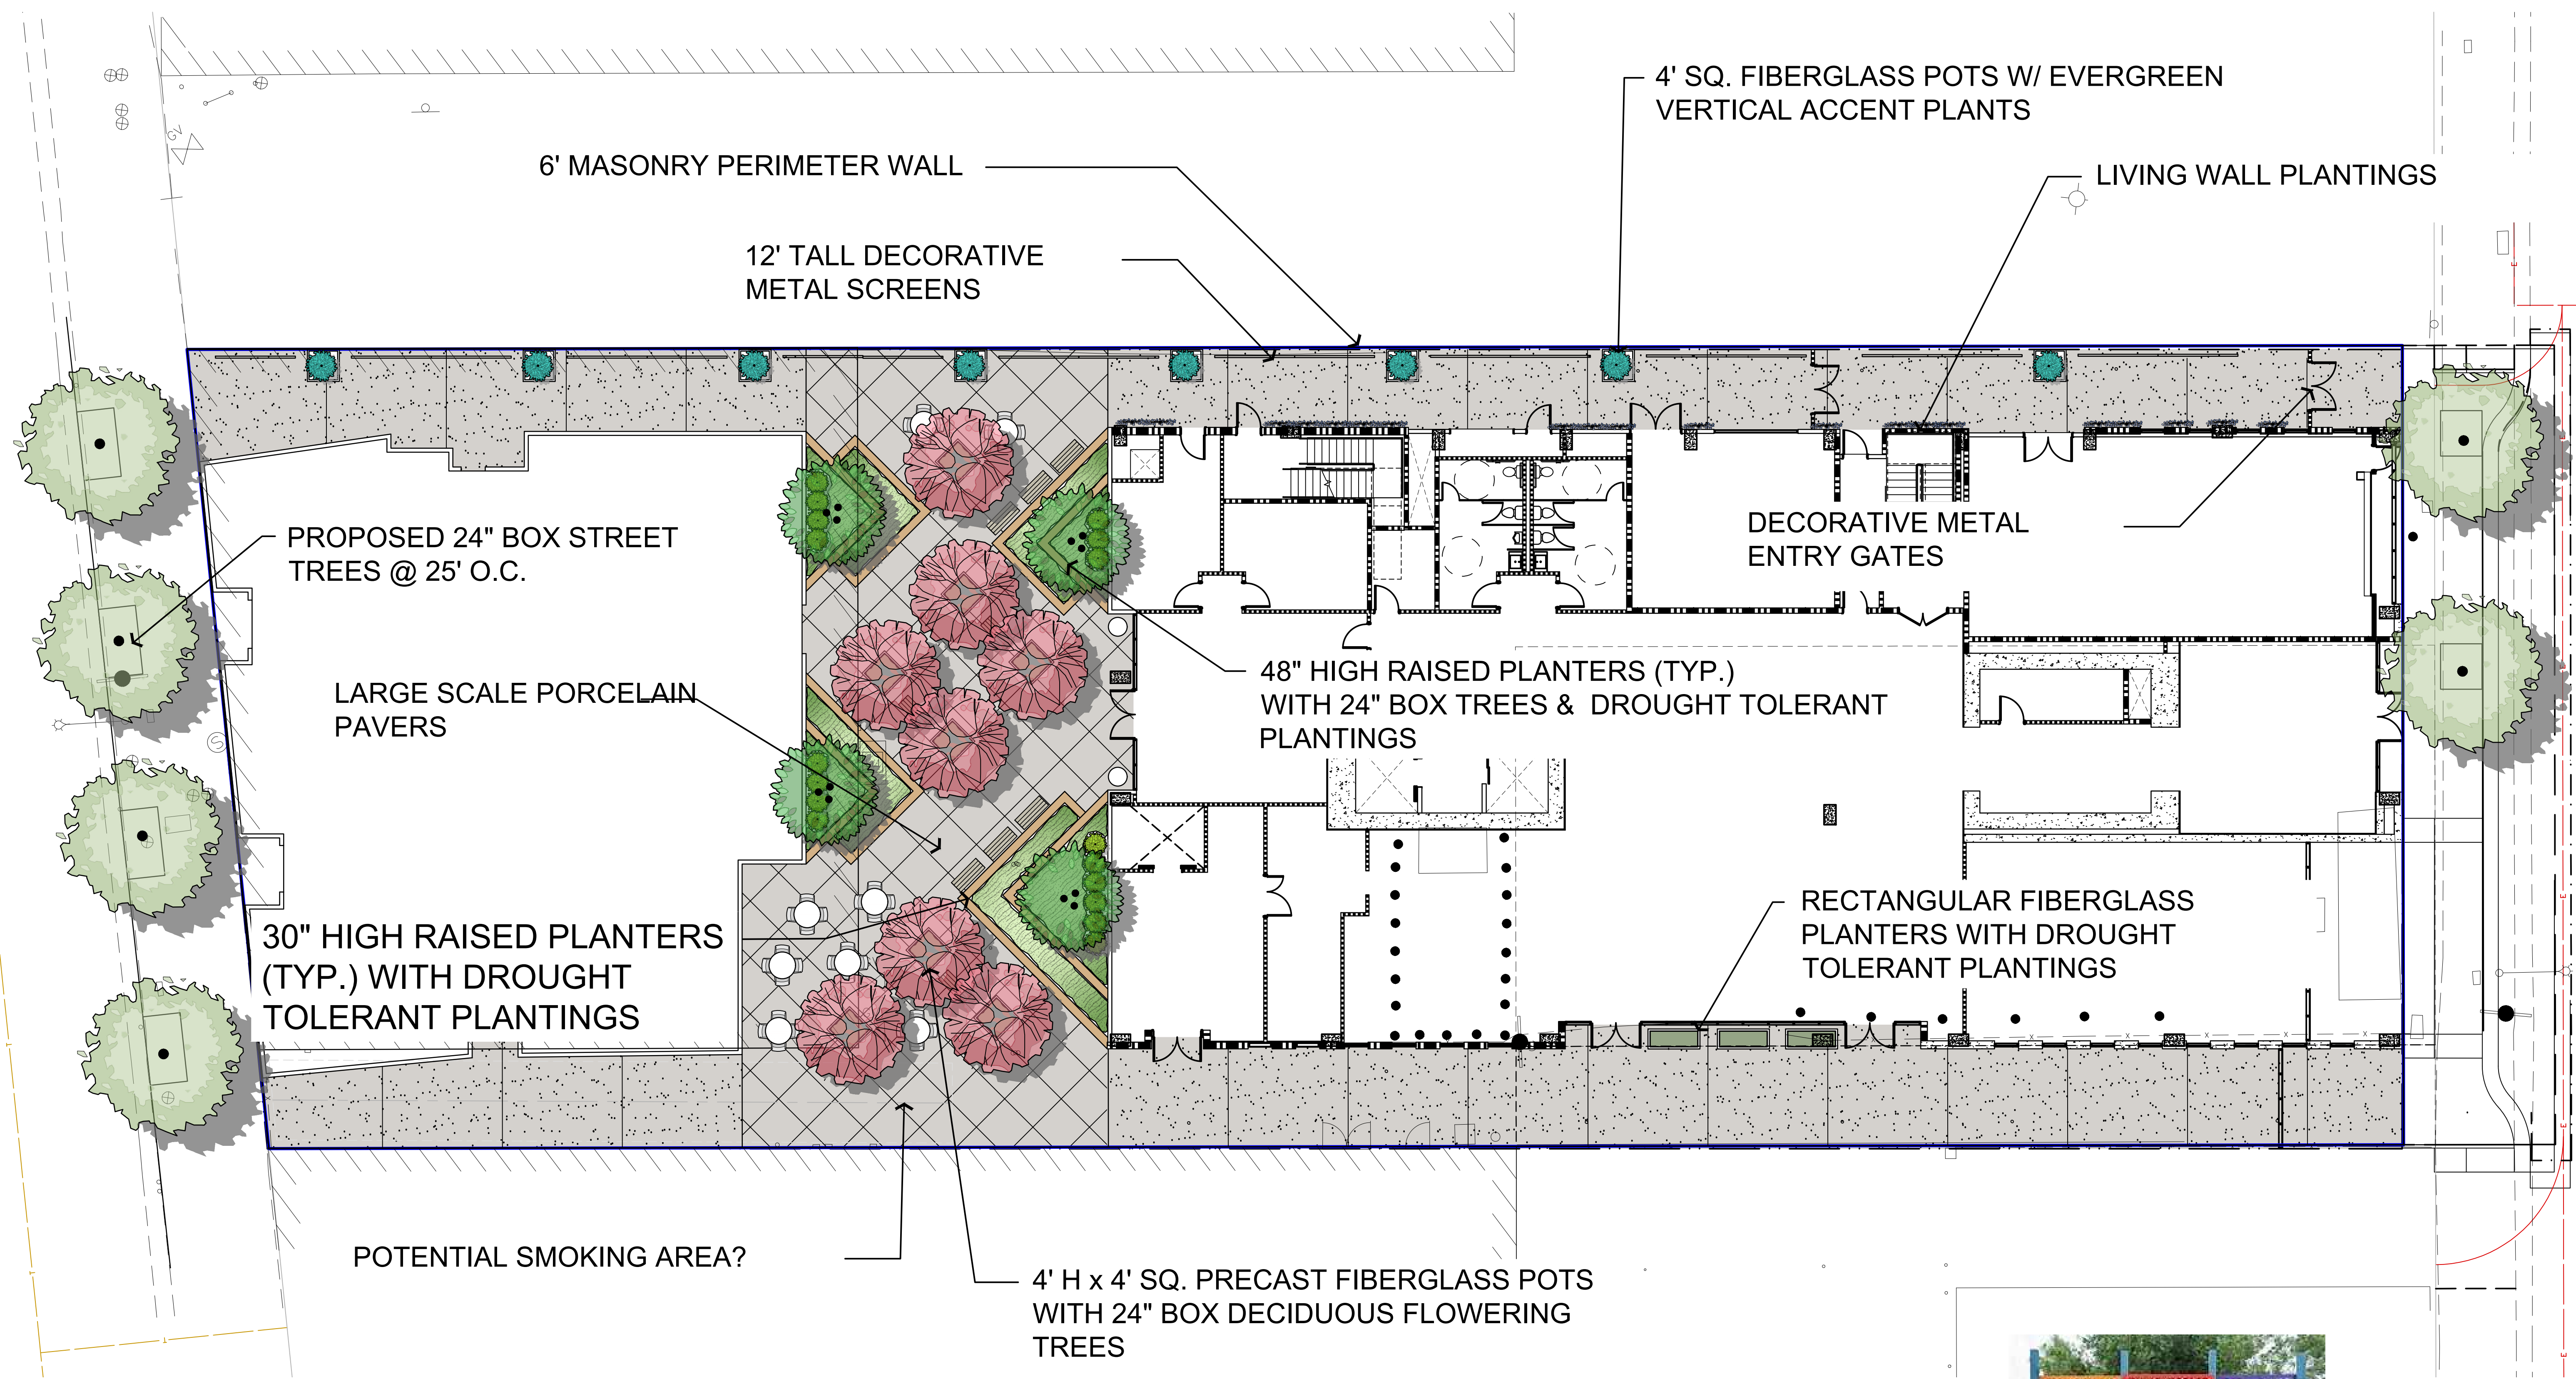 4' SQ. FIBERGLASS POTS W/ EVERGREEN
VERTICAL ACCENT PLANTS
6' MASONRY PERIMETER WALL
LIVING WALL PLANTINGS
12' TALL DECORATIVE
METAL SCREENS
GV
DECORATIVE METAL
ENTRY GATES
PROPOSED 24" BOX STREET
TREES @ 25' O.C.
48" HIGH RAISED PLANTERS (TYP.)
WITH 24" BOX TREES & DROUGHT TOLERANT
PLANTINGS
LARGE SCALE PORCELAIN
PAVERS
S
30" HIGH RAISED PLANTERS
(TYP.) WITH DROUGHT
TOLERANT PLANTINGS
RECTANGULAR FIBERGLASS
PLANTERS WITH DROUGHT
TOLERANT PLANTINGS
POTENTIAL SMOKING AREA?
4' H x 4' SQ. PRECAST FIBERGLASS POTS
WITH 24" BOX DECIDUOUS FLOWERING
TREES